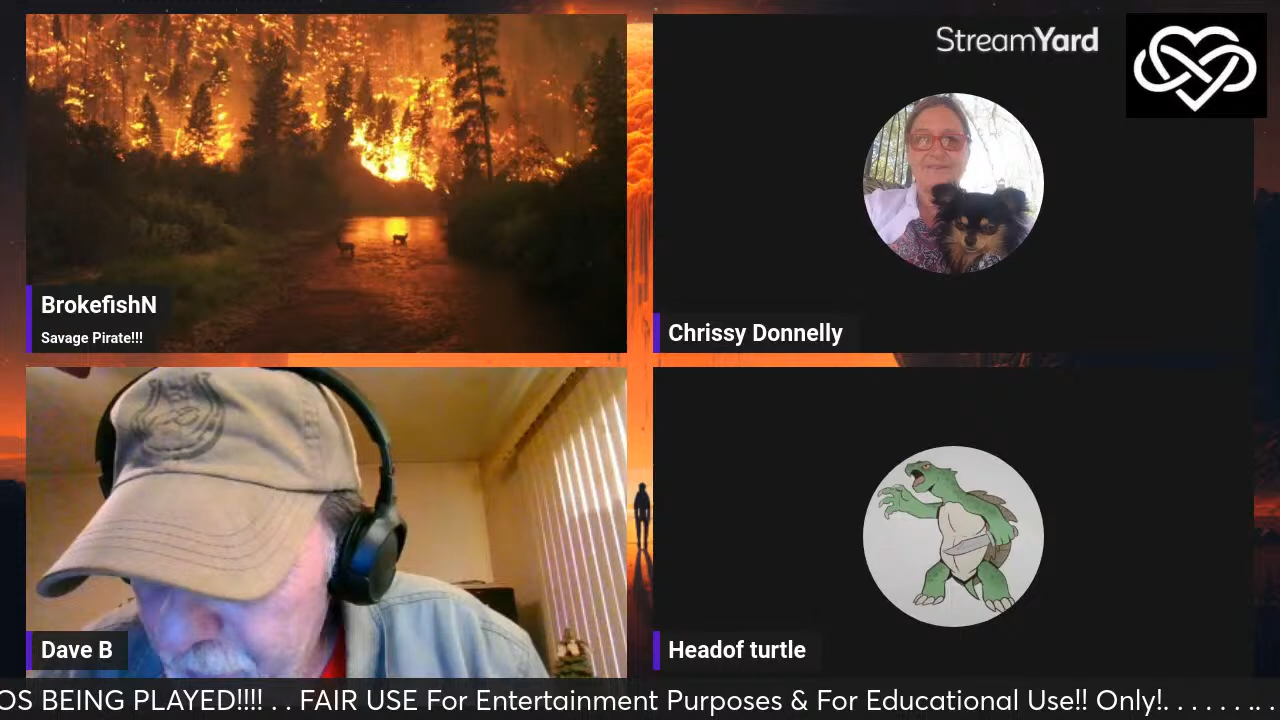 StreamYard
BrokefishN
Savage Pirate!!!
Chrissy Donnelly
Dave B
Headof turtle
OS BEING PLAYED!!!! . . FAIR USE For Entertainment Purposes & For Educational Use!! Only!. . . . . . .. .